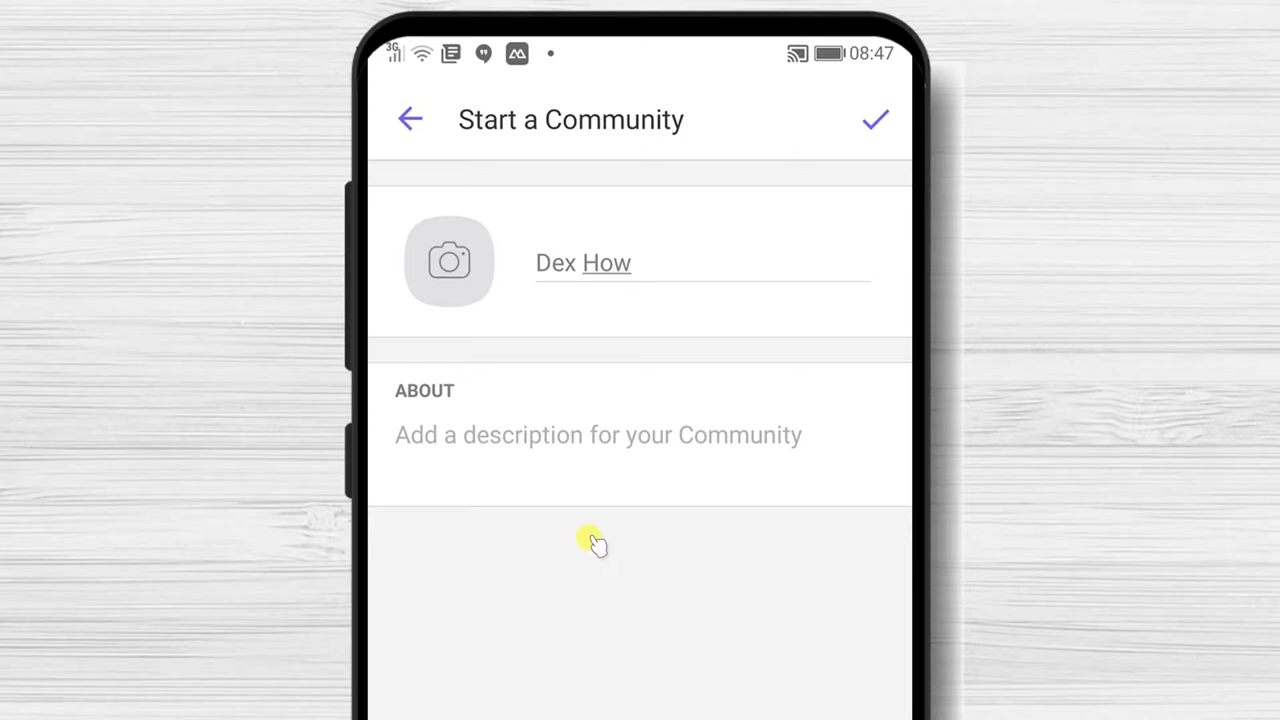 3G 08:47
Start a Community
Dex How
ABOUT
Add a description for your Community